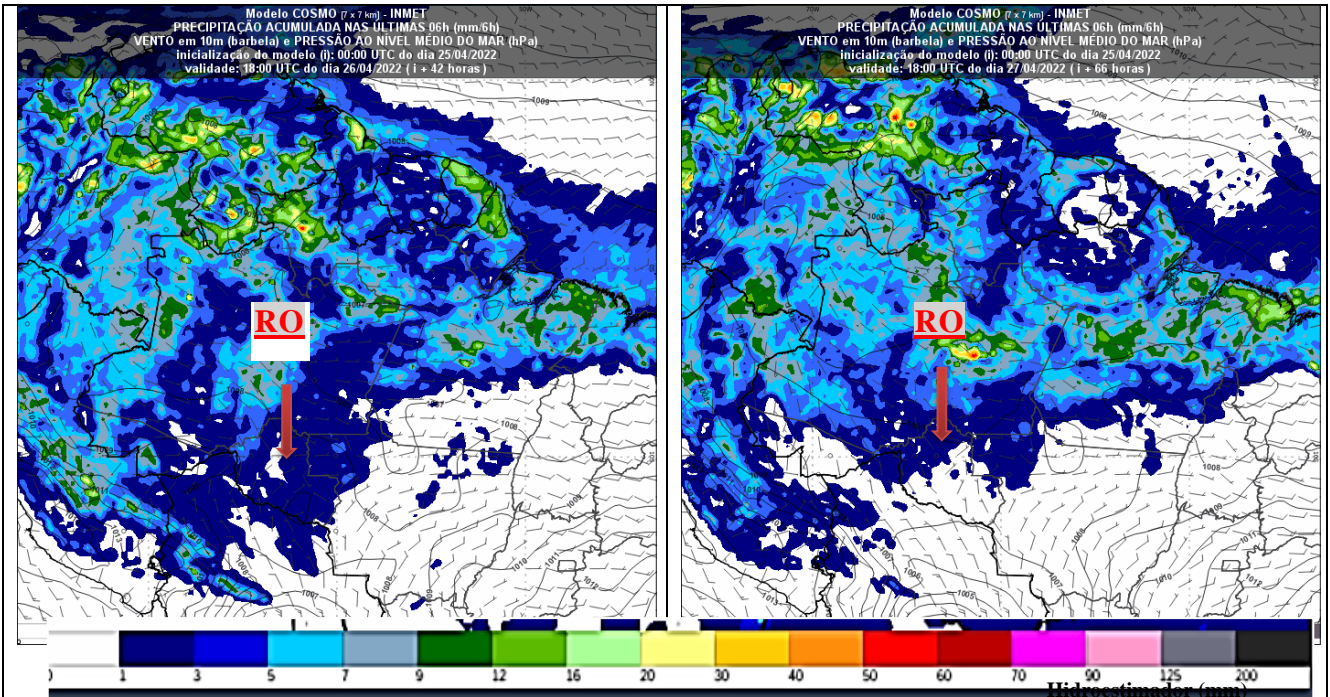 Modelo COSMO [7 x 7 km] - INMET
PRECIPITAÇÃO ACUMULADA NAS ÚLTIMAS 06h (mm/6h)
VENTO em 10m (barbela) e PRESSÃO AO NÍVEL MÉDIO DO MAR (hPa)
inicialização do modelo (i): 00:00 UTC do dia 25/04/2022
validade: 18:00 UTC do dia 26/04/2022 ( i + 42 horas )
RO
Modelo COSMO [7 x 7 km] - INMET
PRECIPITAÇÃO ACUMULADA NAS ÚLTIMAS 06h (mm/6h)
VENTO em 10m (barbela) e PRESSÃO AO NÍVEL MÉDIO DO MAR (hPa)
inicialização do modelo (i): 00:00 UTC do dia 25/04/2022
validade: 18:00 UTC do dia 27/04/2022 ( i + 66 horas )
RO
1 3 5 7 9 12 16 20 30 40 50 60 70 90 125 200
Hidroestimador (mm)